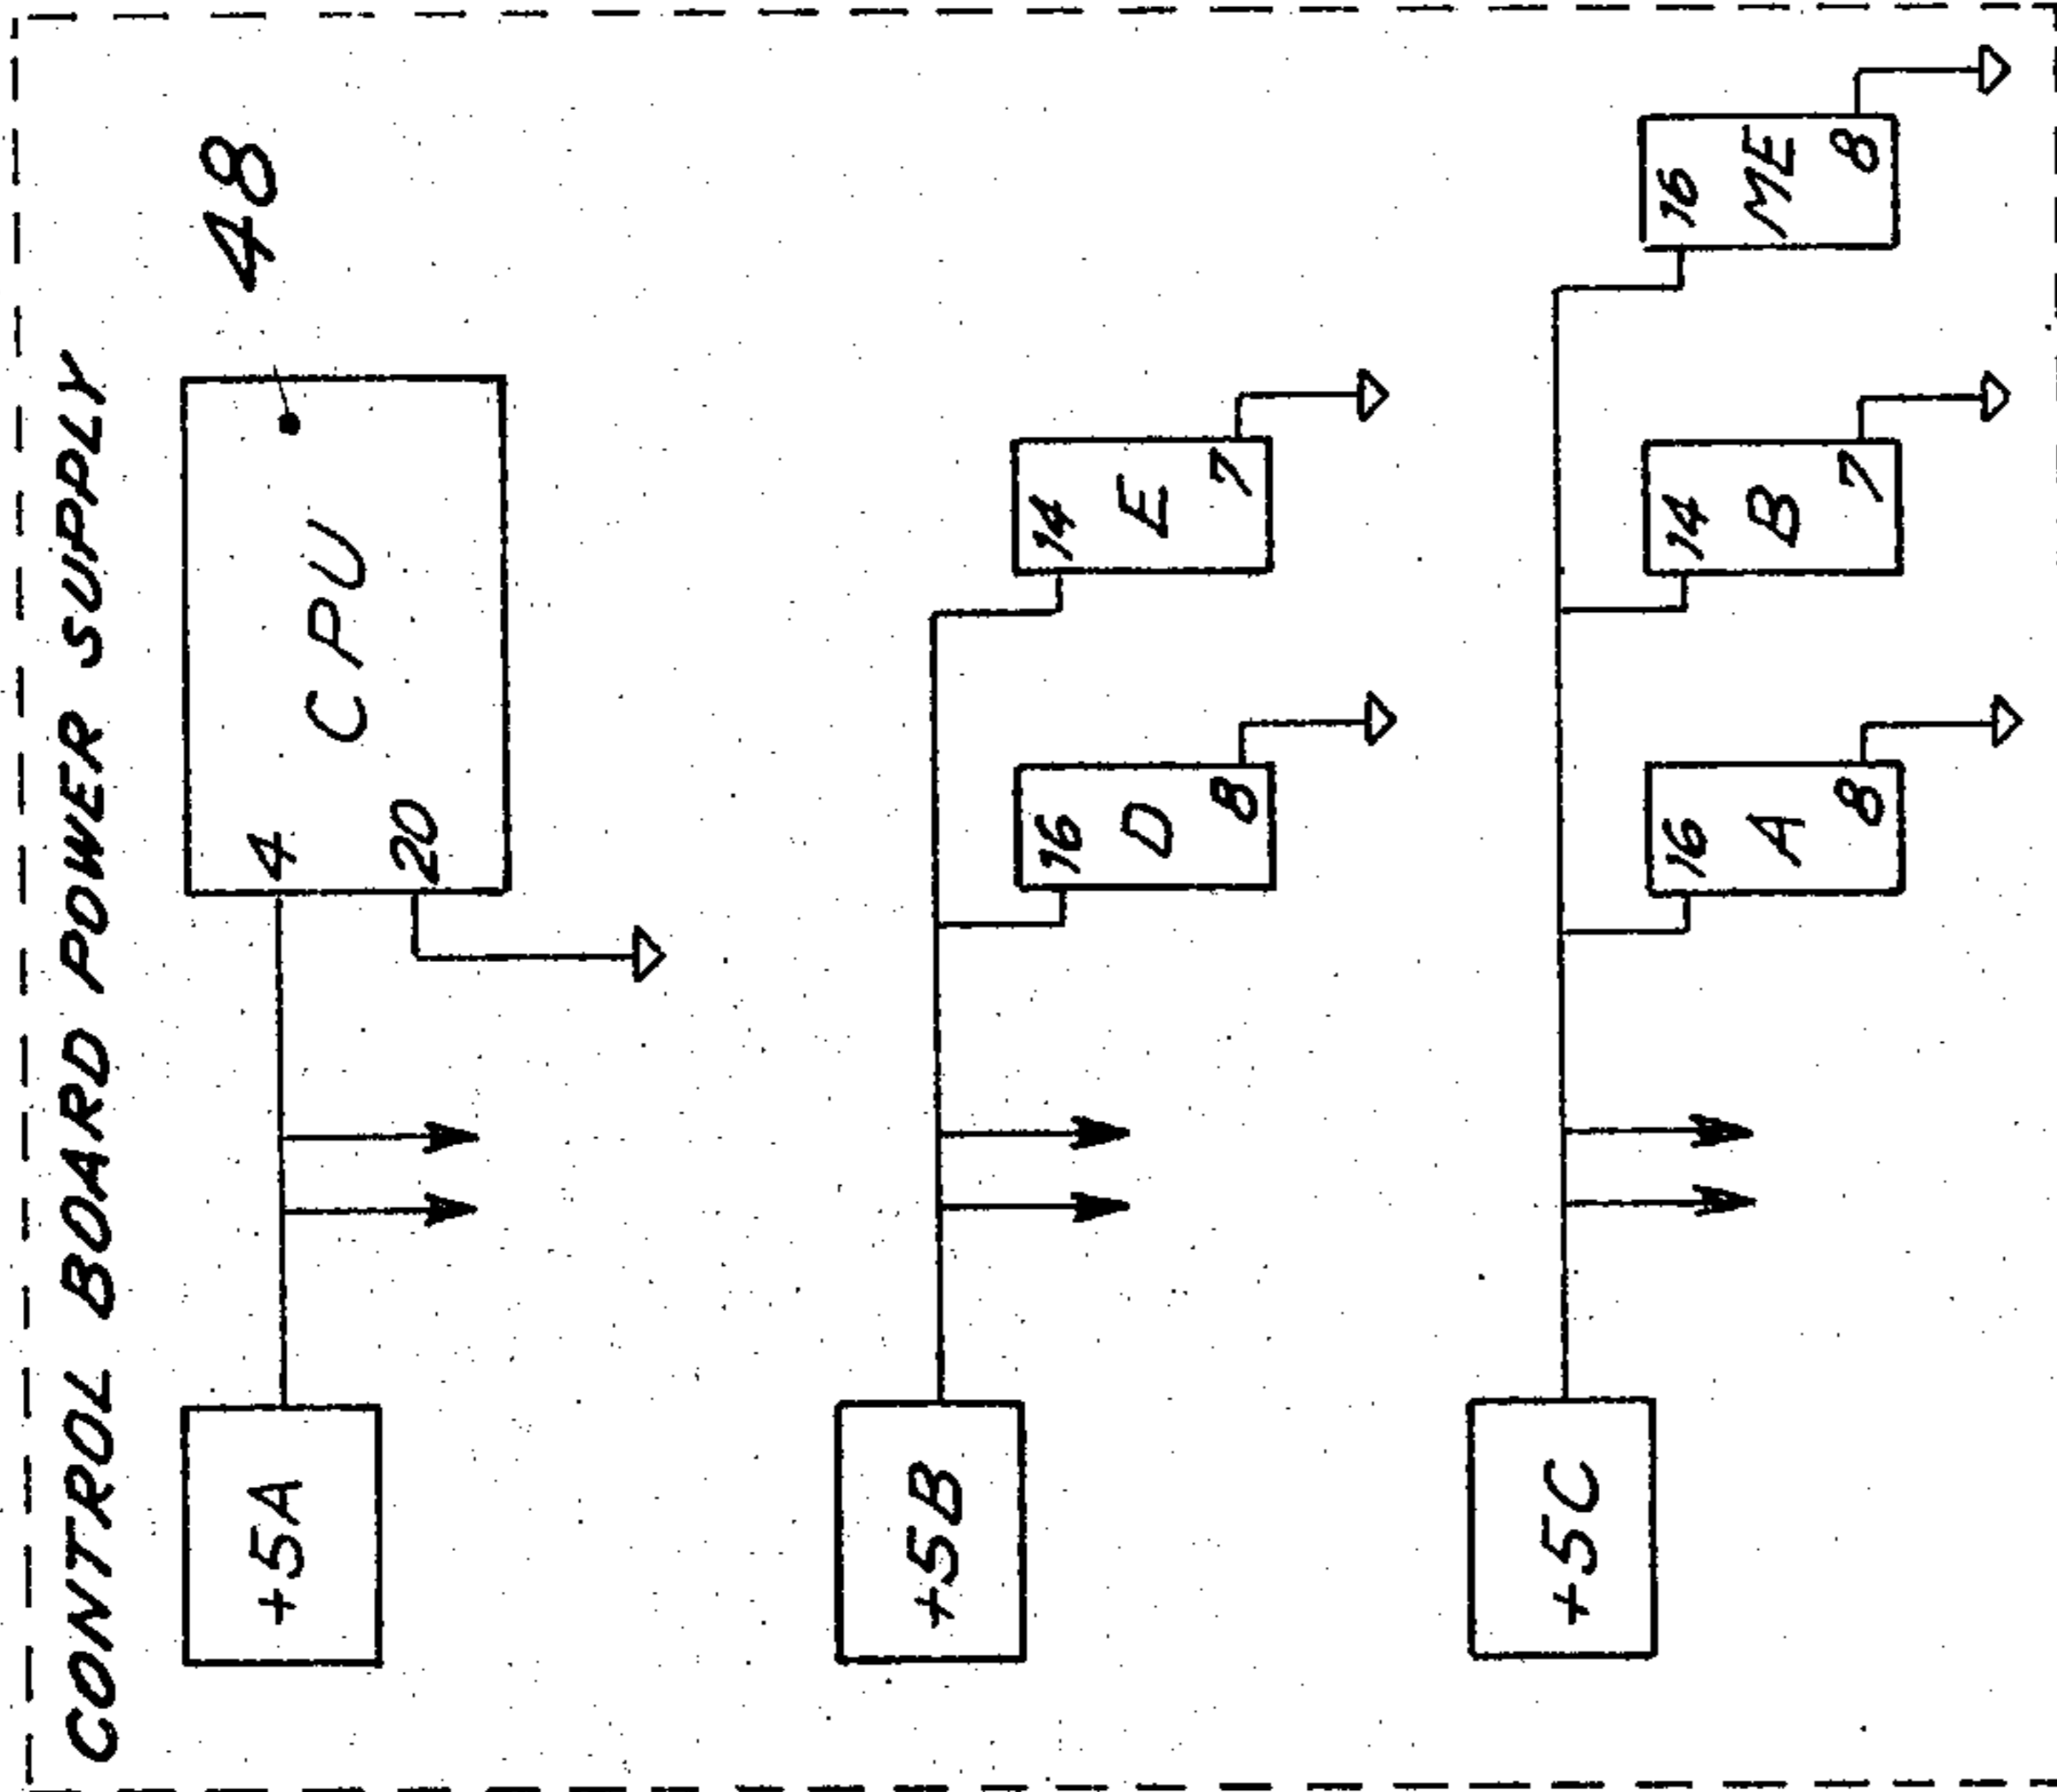 CONTROL BOARD POWER SUPPLY
48
+5A
4
CPU
20
+5B
16
D
8
14
E
7
+5C
16
A
8
14
B
7
16
ME
8